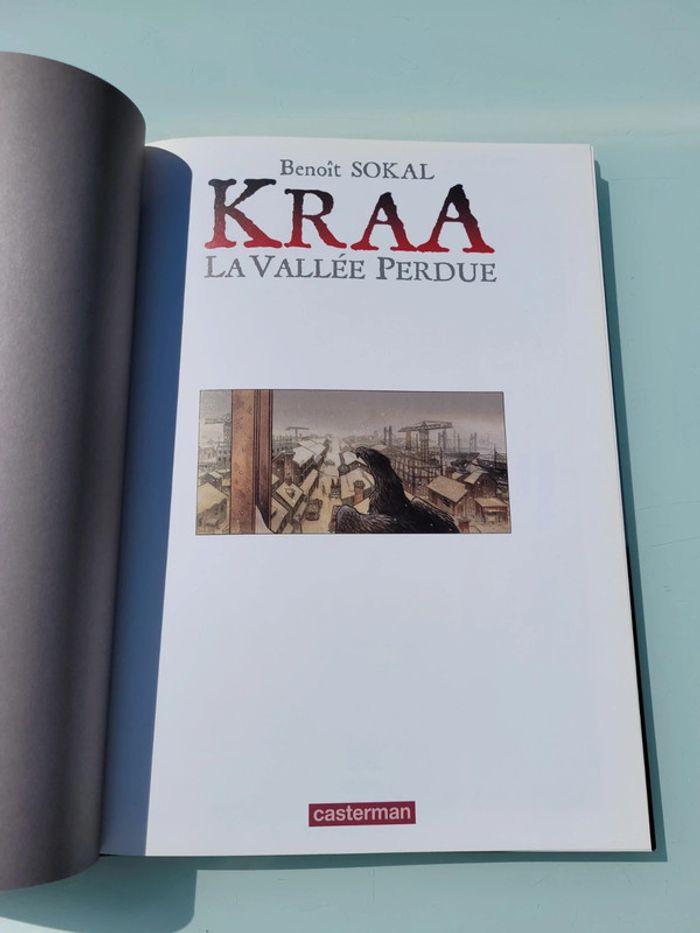 Benoît SOKAL
KRAA
LA VALLÉE PERDUE
casterman